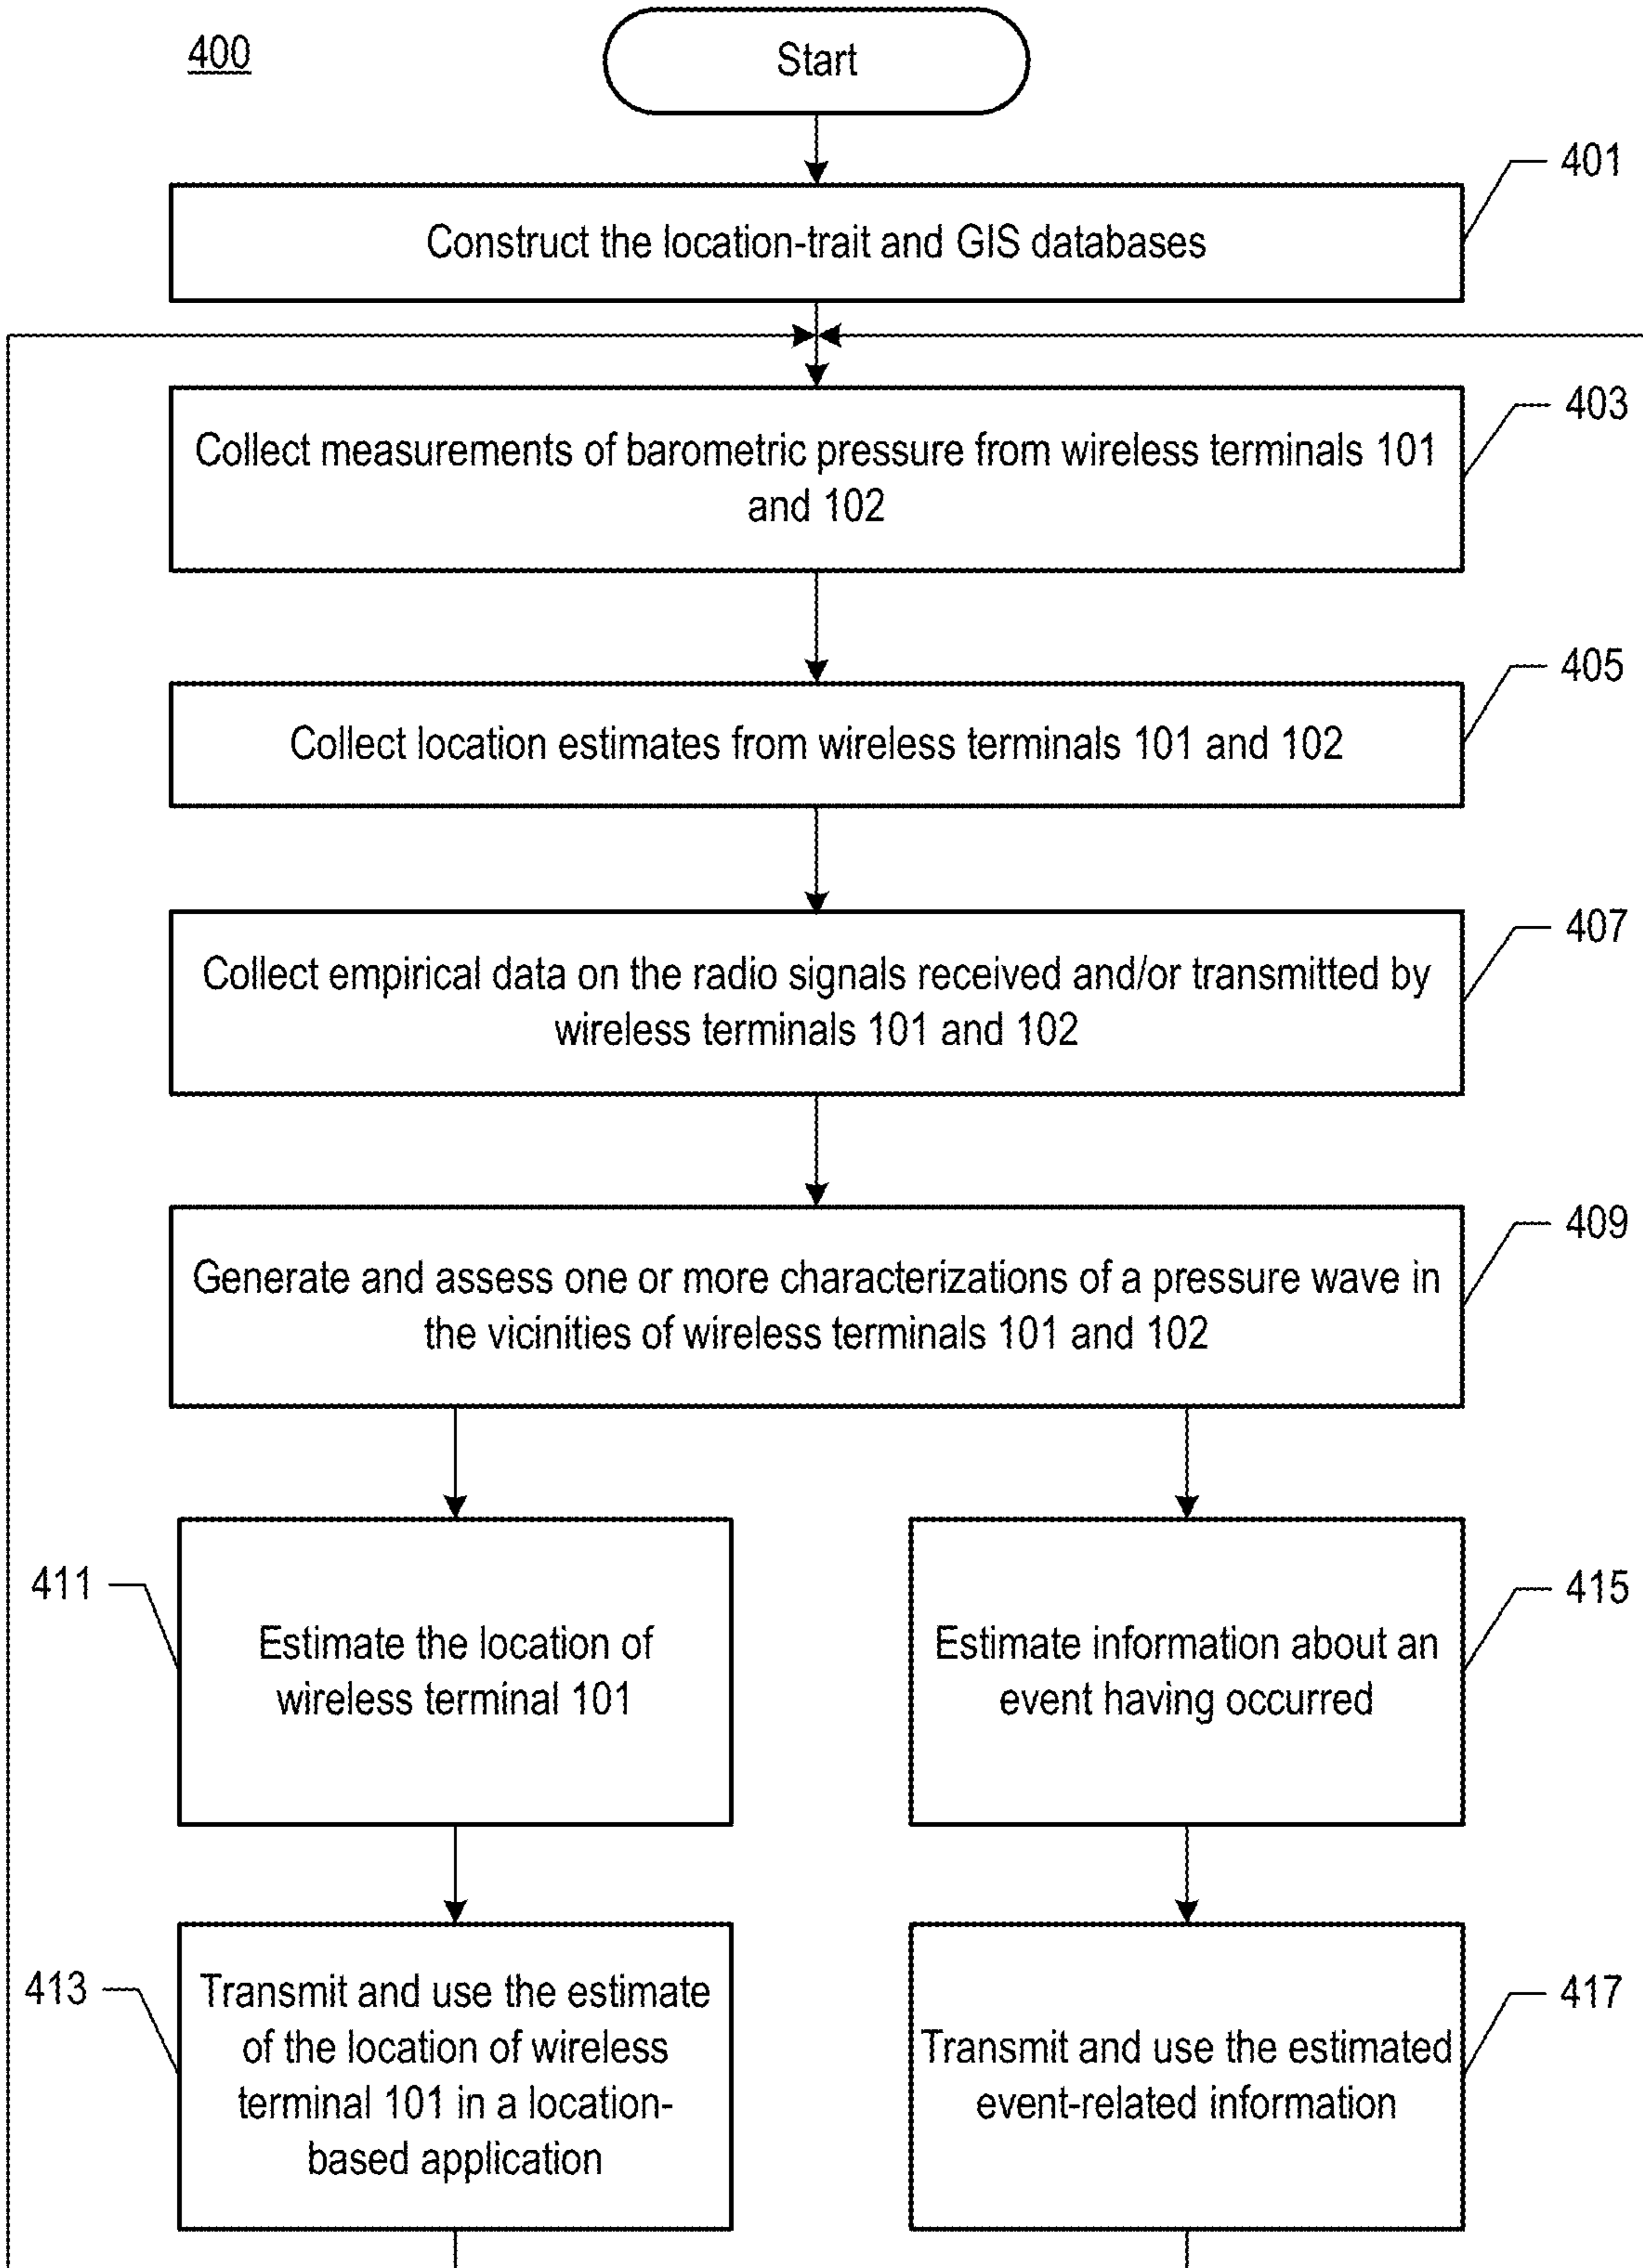 400
Start
401
Construct the location-trait and GIS databases
403
Collect measurements of barometric pressure from wireless terminals 101
and 102
405
Collect location estimates from wireless terminals 101 and 102
407
Collect empirical data on the radio signals received and/or transmitted by
wireless terminals 101 and 102
409
Generate and assess one or more characterizations of a pressure wave in
the vicinities of wireless terminals 101 and 102
411
Estimate the location of
wireless terminal 101
415
Estimate information about an
event having occurred
413
Transmit and use the estimate
of the location of wireless
terminal 101 in a location-
based application
417
Transmit and use the estimated
event-related information